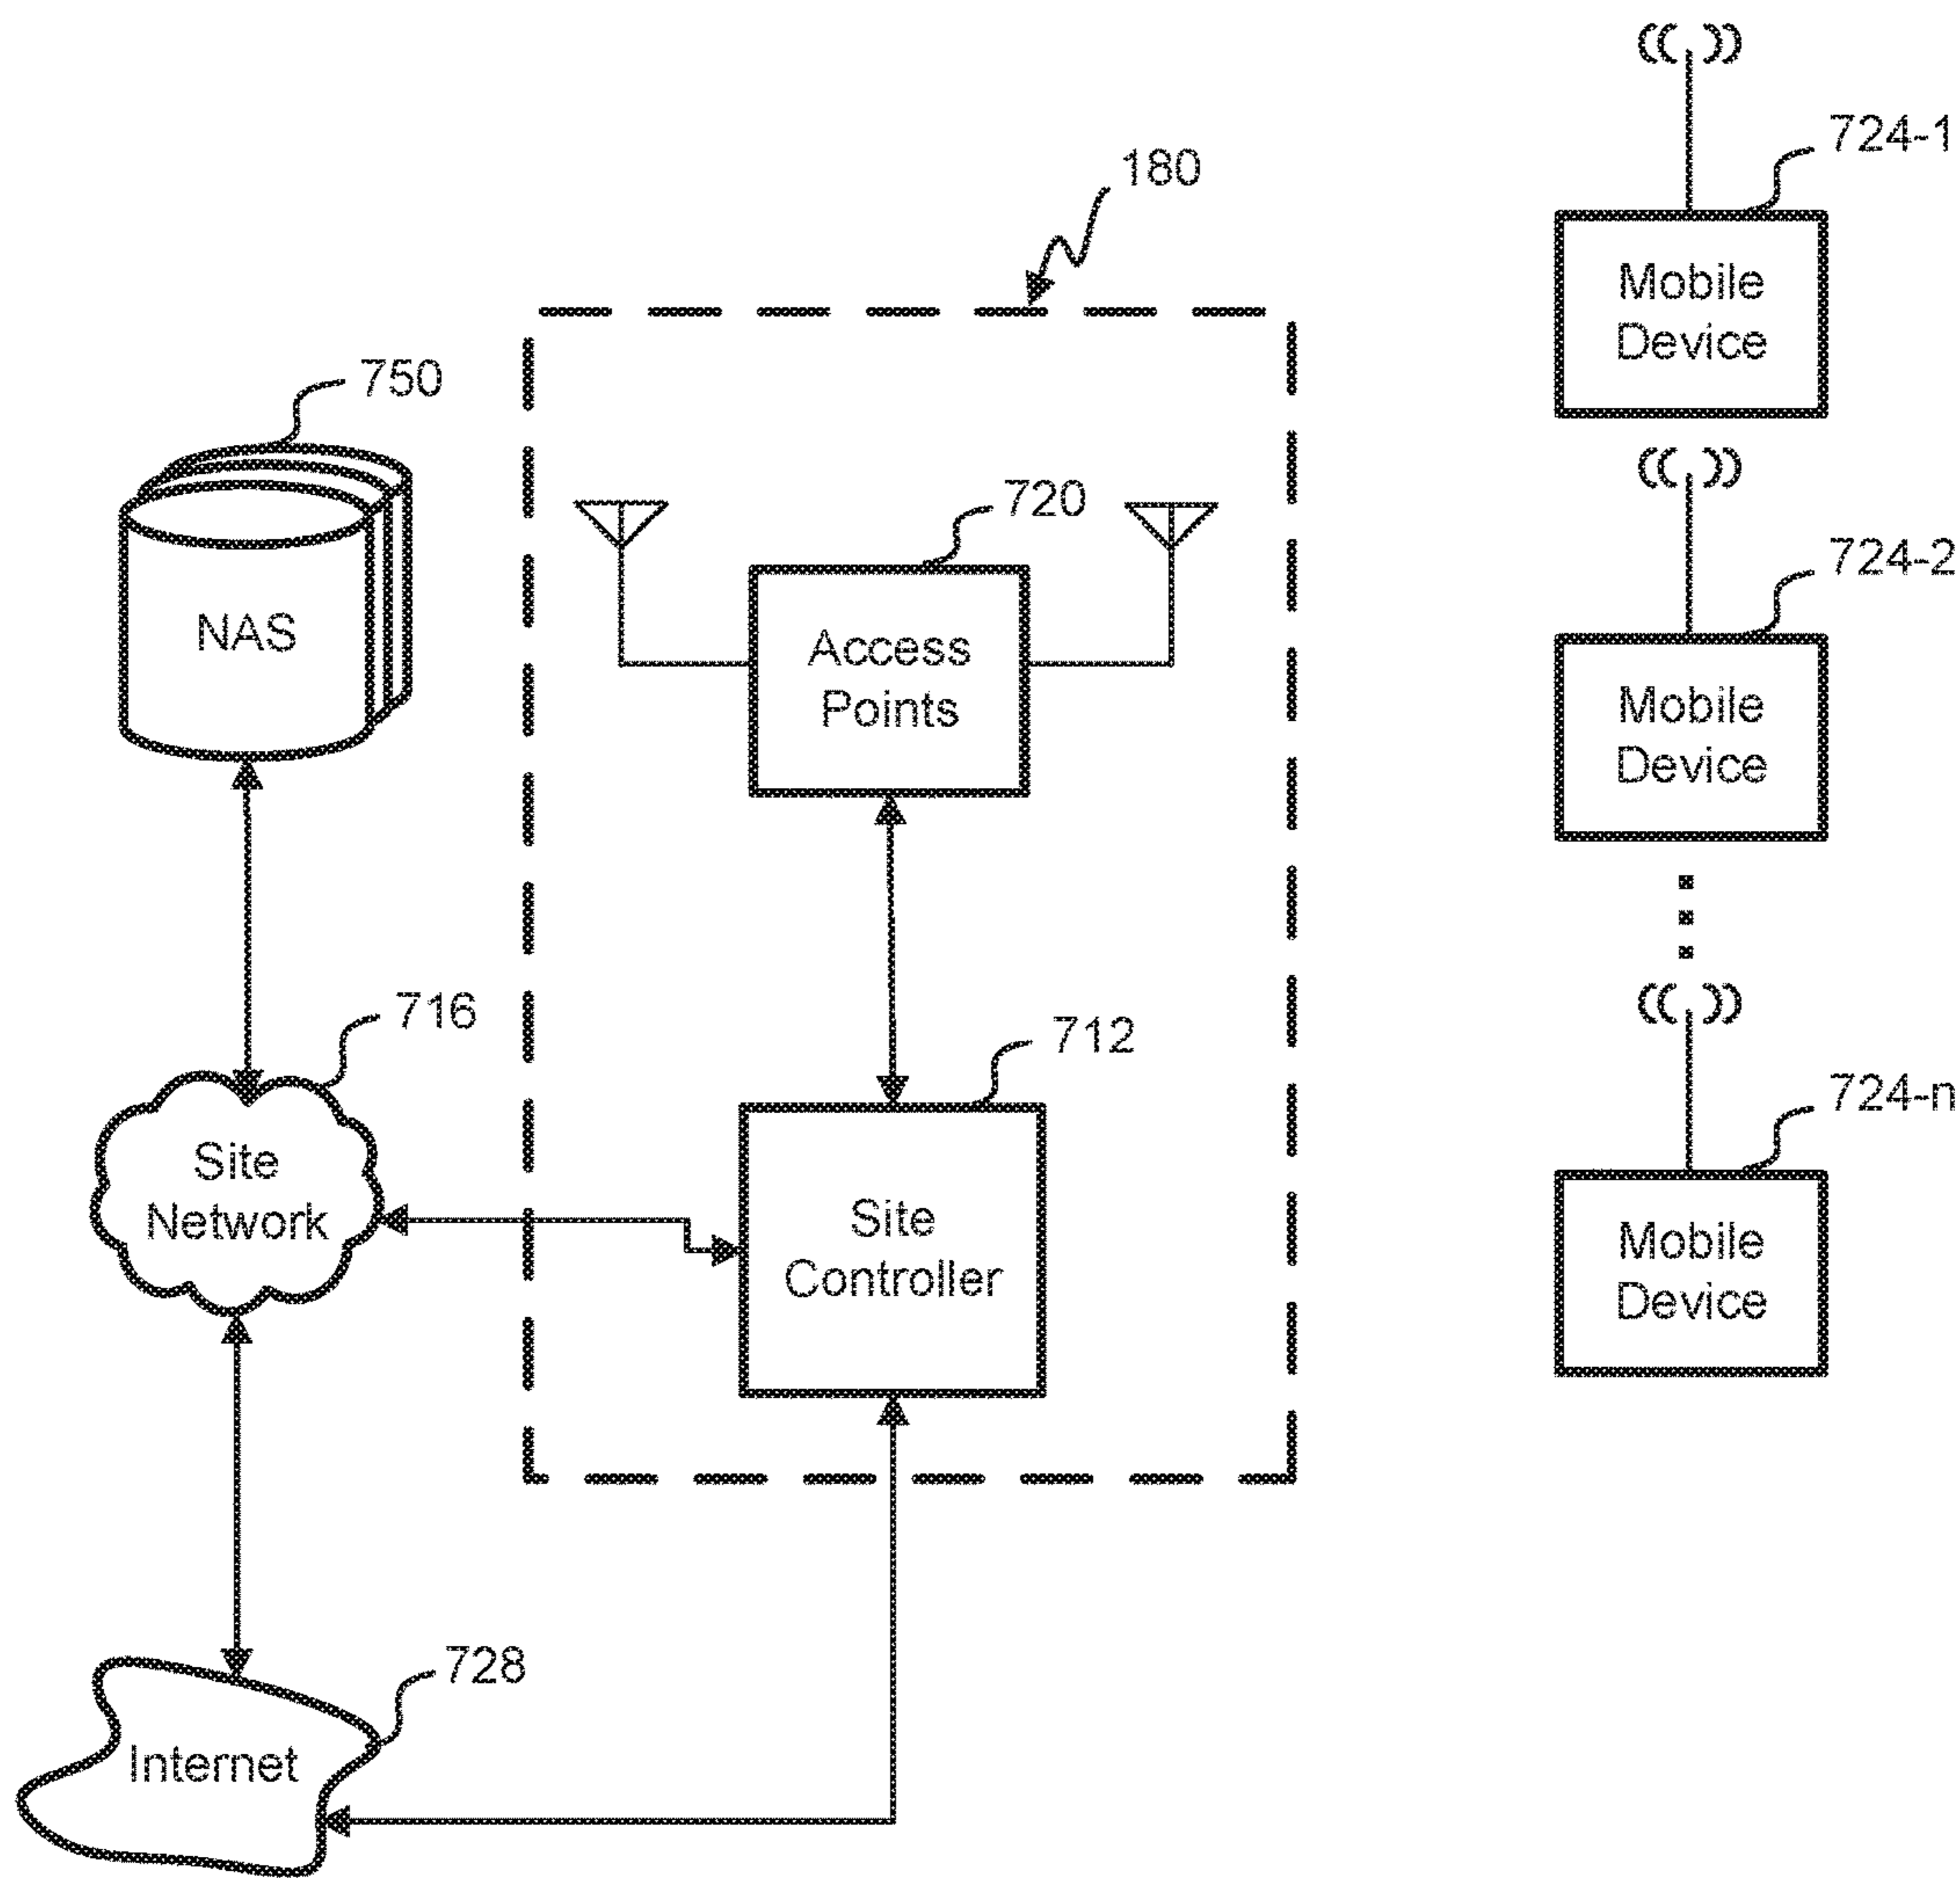 724-1
180
Mobile
Device
750
720
724-2
NAS
Access
Points
Mobile
Device
716
712
724-n
Site
Network
Site
Controller
Mobile
Device
728
Internet